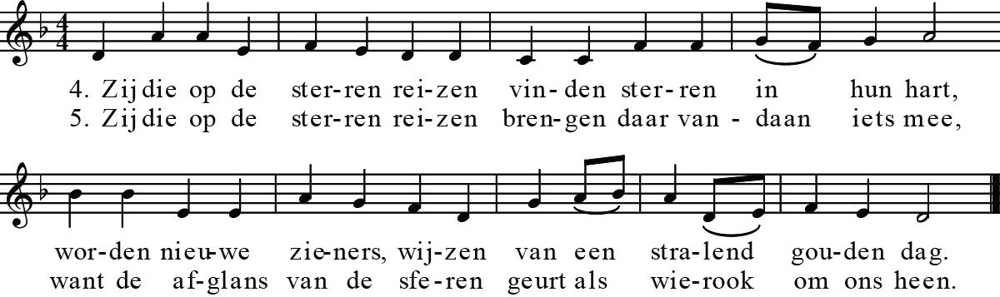 4. Zij die op de ster-ren rei-zen vin-den ster-ren in hun hart,
5. Zij die op de ster-ren rei-zen bren-gen daar van-daan iets mee,
wor-den nieu-we zie-ners, wij-zen van een stra-lend gou-den dag.
want de af-glans van de sfe-ren geurt als wie-rook om ons heen.